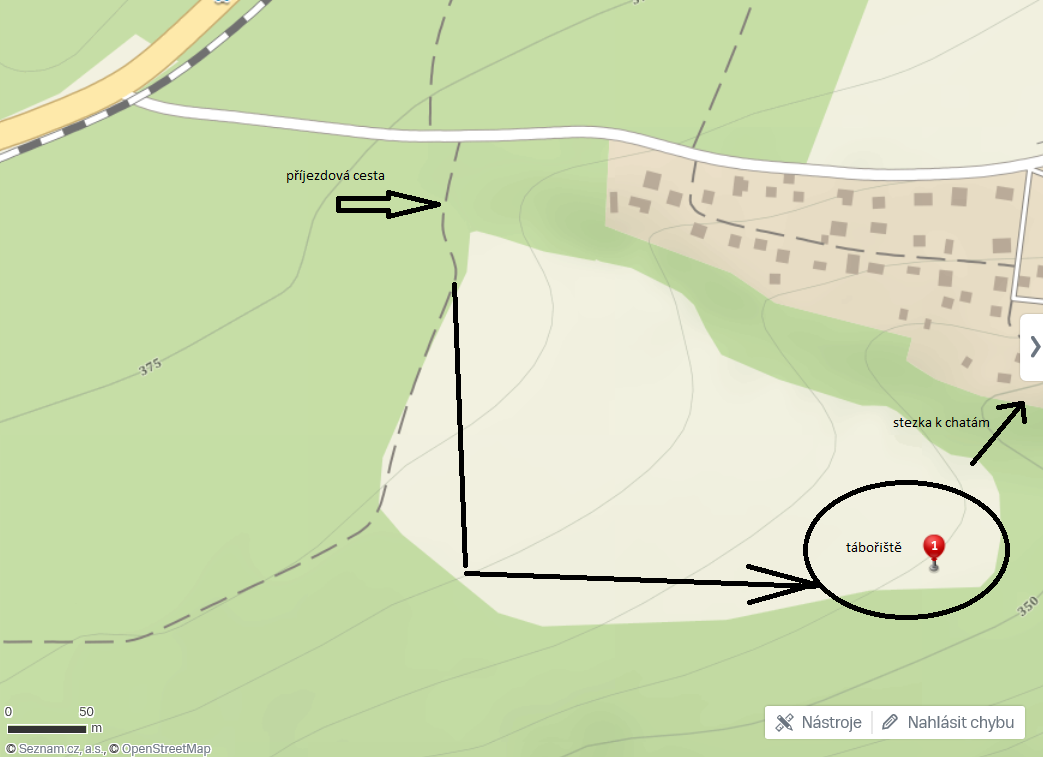 příjezdová cesta
375
stezka k chatám
tábořiště
1
350
0 50
m
Nástroje
Nahlásit chybu
© Seznam.cz, a.s., © OpenStreetMap